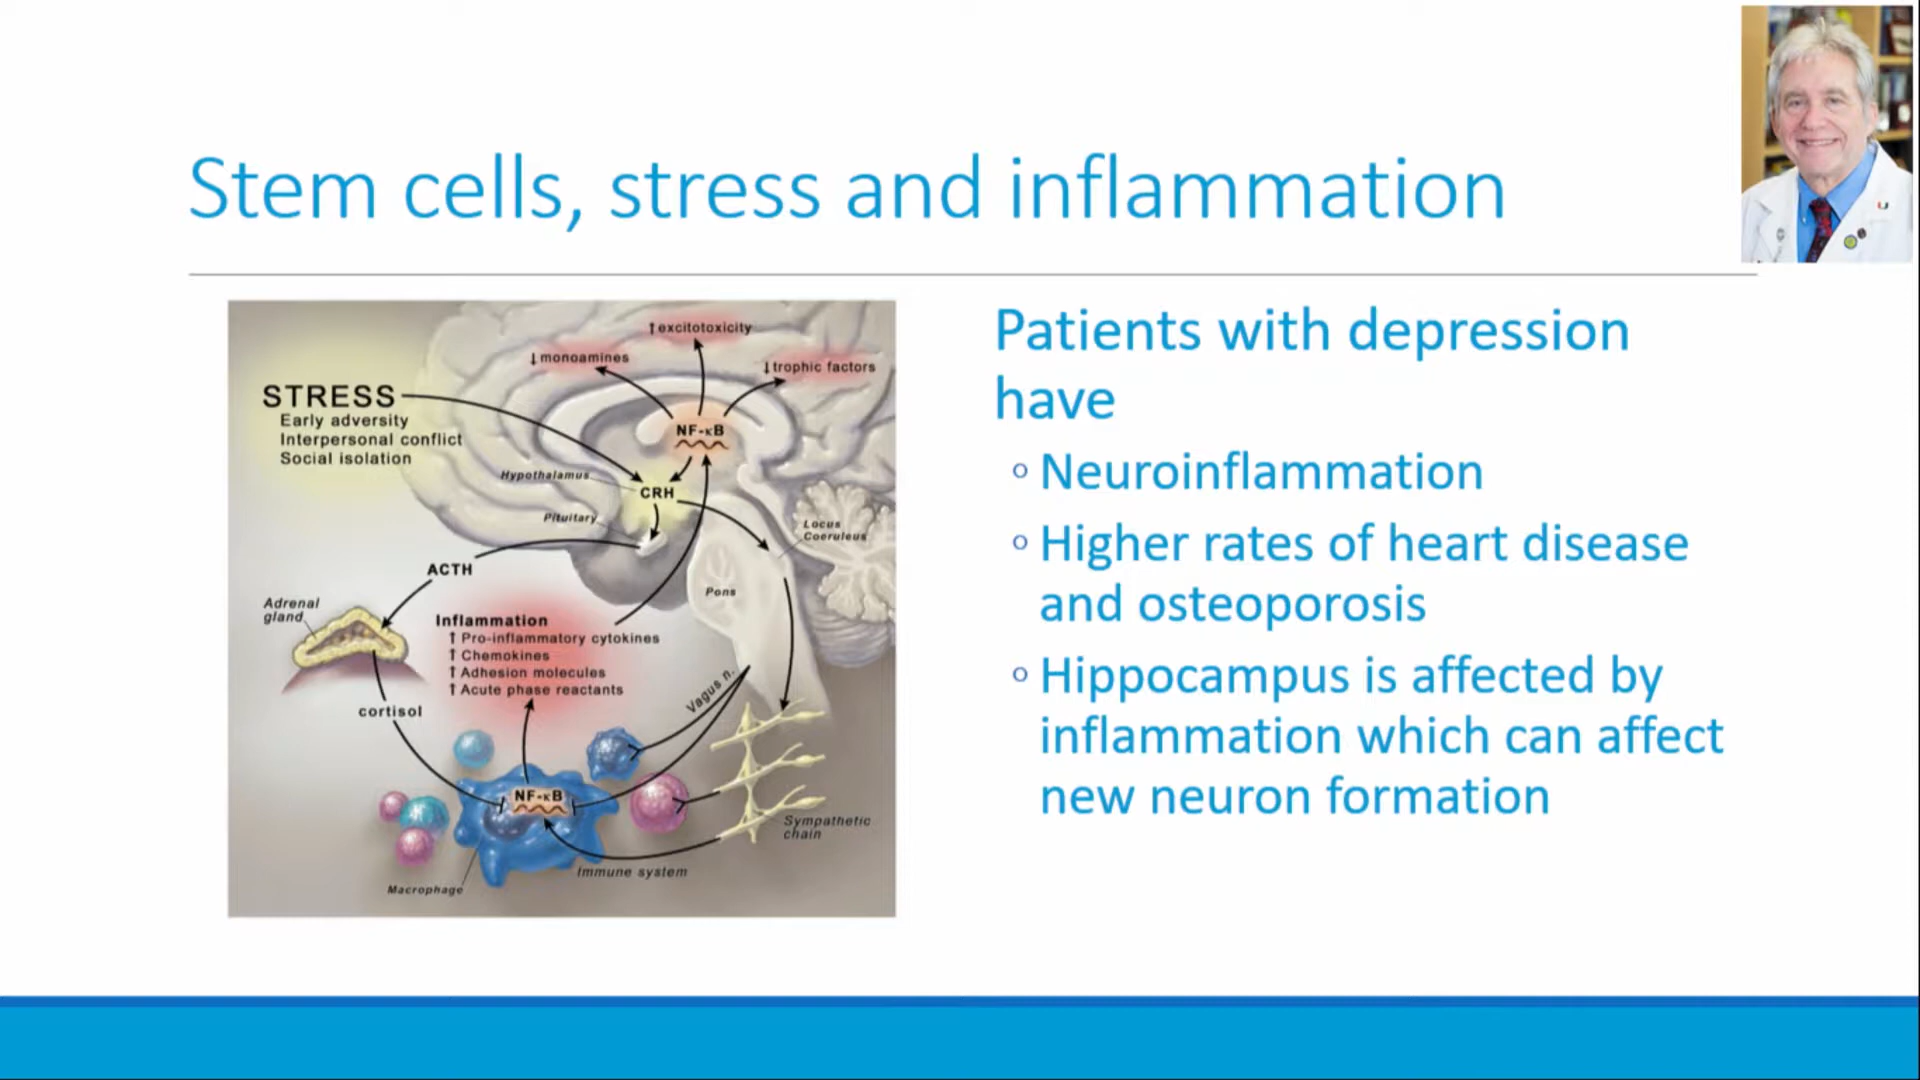 Stem cells, stress and inflammation
↑excitotoxicity
↓monoamines
↓trophic factors
STRESS
Early adversity
Interpersonal conflict
Social isolation
NF-κB
Hypothalamus
CRH
Pituitary
Locus
Coeruleus
ACTH
Pons
Adrenal
gland
Inflammation
↑ Pro-inflammatory cytokines
↑ Chemokines
↑ Adhesion molecules
↑ Acute phase reactants
Vagus n.
cortisol
NF-κB
Sympathetic
chain
Immune system
Macrophage
Patients with depression
have
◦ Neuroinflammation
◦ Higher rates of heart disease
and osteoporosis
◦ Hippocampus is affected by
inflammation which can affect
new neuron formation